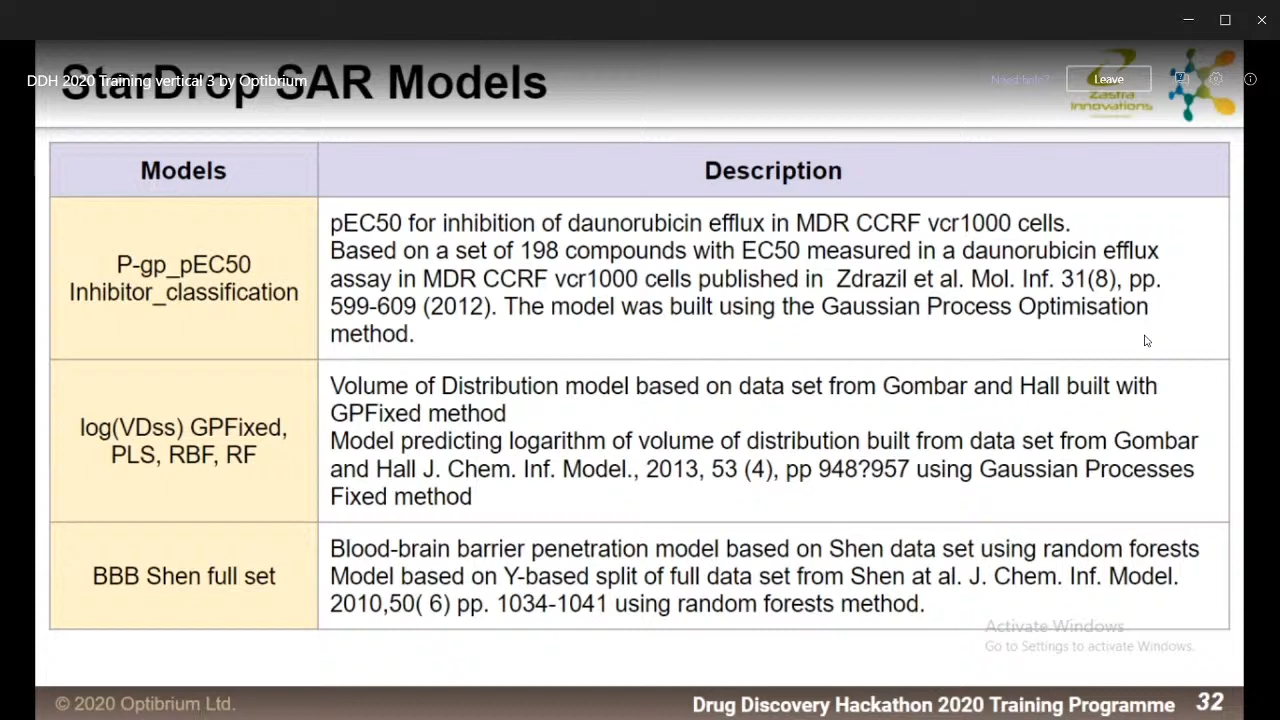 DDH 2020 Training vertical 3 by Optibrium
Need help?
Leave
StarDrop SAR Models
Zastra
innovations
Models
Description
P-gp_pEC50
Inhibitor_classification
pEC50 for inhibition of daunorubicin efflux in MDR CCRF vcr1000 cells.
Based on a set of 198 compounds with EC50 measured in a daunorubicin efflux
assay in MDR CCRF vcr1000 cells published in Zdrazil et al. Mol. Inf. 31(8), pp.
599-609 (2012). The model was built using the Gaussian Process Optimisation
method.
log(VDss) GPFixed,
PLS, RBF, RF
Volume of Distribution model based on data set from Gombar and Hall built with
GPFixed method
Model predicting logarithm of volume of distribution built from data set from Gombar
and Hall J. Chem. Inf. Model., 2013, 53 (4), pp 948?957 using Gaussian Processes
Fixed method
BBB Shen full set
Blood-brain barrier penetration model based on Shen data set using random forests
Model based on Y-based split of full data set from Shen at al. J. Chem. Inf. Model.
2010,50( 6) pp. 1034-1041 using random forests method.
Activate Windows
Go to Settings to activate Windows.
© 2020 Optibrium Ltd.
Drug Discovery Hackathon 2020 Training Programme 32